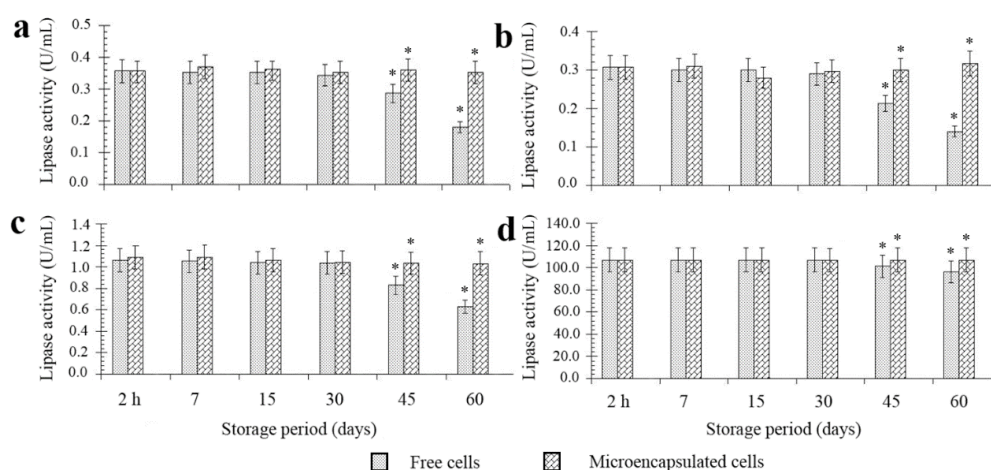 a
Lipase activity (U/mL)
0.5
0.4
0.3
0.2
0.1
0.0
* * * *
b
Lipase activity (U/mL)
0.4
0.3
0.2
0.1
0.0
* * * *
c
Lipase activity (U/mL)
1.4
1.2
1.0
0.8
0.6
0.4
0.2
0.0
* * * *
2 h 7 15 30 45 60
Storage period (days)
d
Lipase activity (U/mL)
140.0
120.0
100.0
80.0
60.0
40.0
20.0
0.0
* * * *
2 h 7 15 30 45 60
Storage period (days)
Free cells Microencapsulated cells